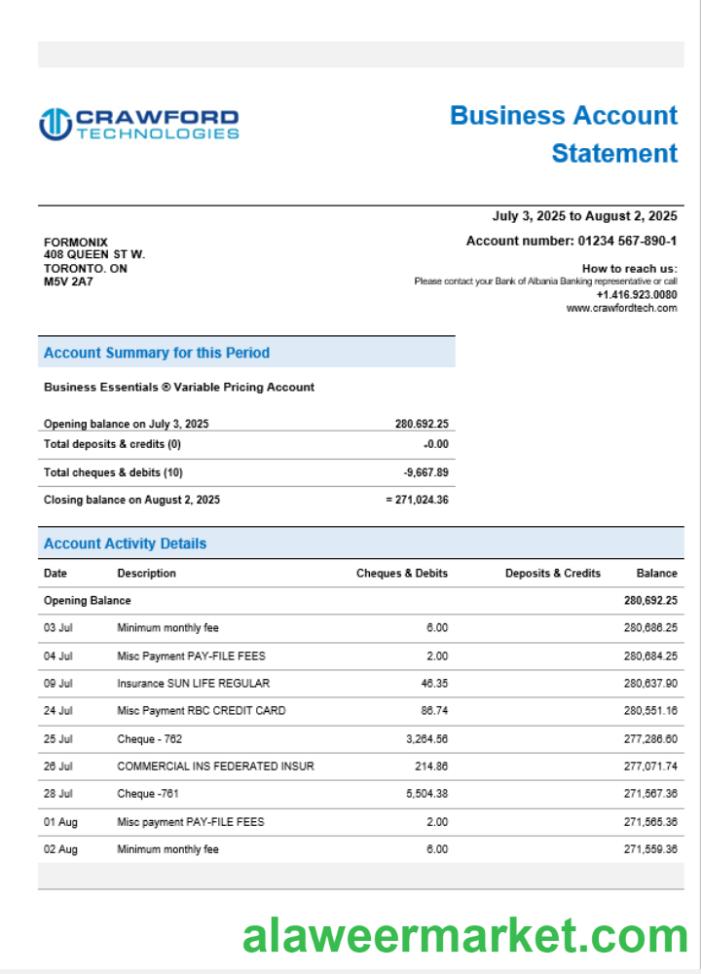 CRAWFORD
TECHNOLOGIES
Business Account
Statement
July 3, 2025 to August 2, 2025
Account number: 01234 567-890-1
FORMONIX
408 QUEEN ST W.
TORONTO. ON
M5V 2A7
How to reach us:
Please contact your Bank of Albania Banking representative or call
+1.416.923.0080
www.crawfordtech.com
Account Summary for this Period
Business Essentials ® Variable Pricing Account
Opening balance on July 3, 2025 280.692.25
Total deposits & credits (0) -0.00
Total cheques & debits (10) -9,667.89
Closing balance on August 2, 2025 = 271,024.36
Account Activity Details
Date Description Cheques & Debits Deposits & Credits Balance
Opening Balance 280,692.25
03 Jul Minimum monthly fee 6.00 280,686.25
04 Jul Misc Payment PAY-FILE FEES 2.00 280,684.25
09 Jul Insurance SUN LIFE REGULAR 46.35 280,637.90
24 Jul Misc Payment RBC CREDIT CARD 86.74 280,551.16
25 Jul Cheque - 762 3,264.56 277,286.60
26 Jul COMMERCIAL INS FEDERATED INSUR 214.86 277,071.74
28 Jul Cheque -761 5,504.38 271,567.36
01 Aug Misc payment PAY-FILE FEES 2.00 271,565.36
02 Aug Minimum monthly fee 6.00 271,559.36
alaweermarket.com